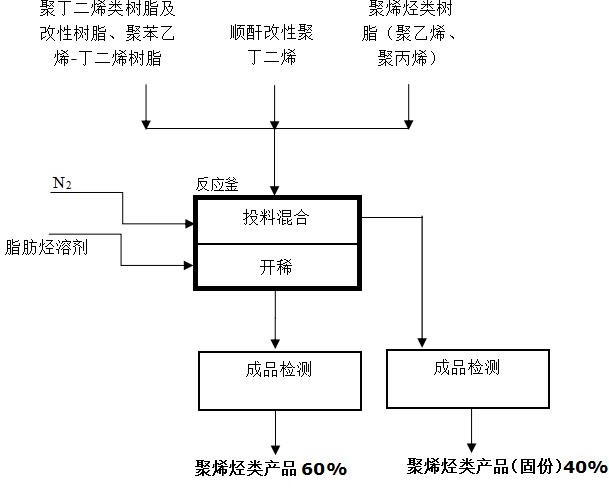 聚丁二烯类树脂及
改性树脂、聚苯乙
烯-丁二烯树脂
顺酐改性聚
丁二烯
聚烯烃类树
脂（聚乙烯、
聚丙烯）
N2
反应釜
投料混合
脂肪烃溶剂
开稀
成品检测
成品检测
聚烯烃类产品60%
聚烯烃类产品(固份)40%